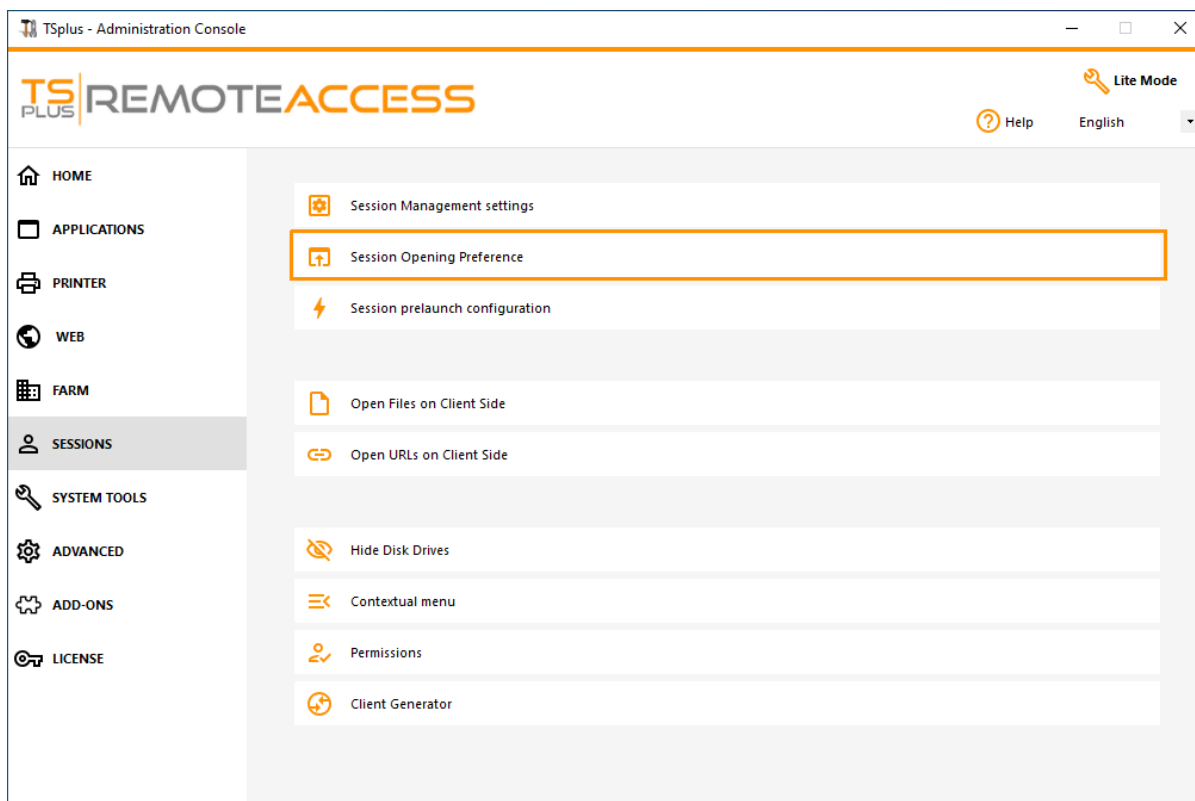 TSplus - Administration Console
TS PLUS REMOTEACCESS
Lite Mode
Help
English
HOME
APPLICATIONS
PRINTER
WEB
FARM
SESSIONS
SYSTEM TOOLS
ADVANCED
ADD-ONS
LICENSE
Session Management settings
Session Opening Preference
Session prelaunch configuration
Open Files on Client Side
Open URLs on Client Side
Hide Disk Drives
Contextual menu
Permissions
Client Generator